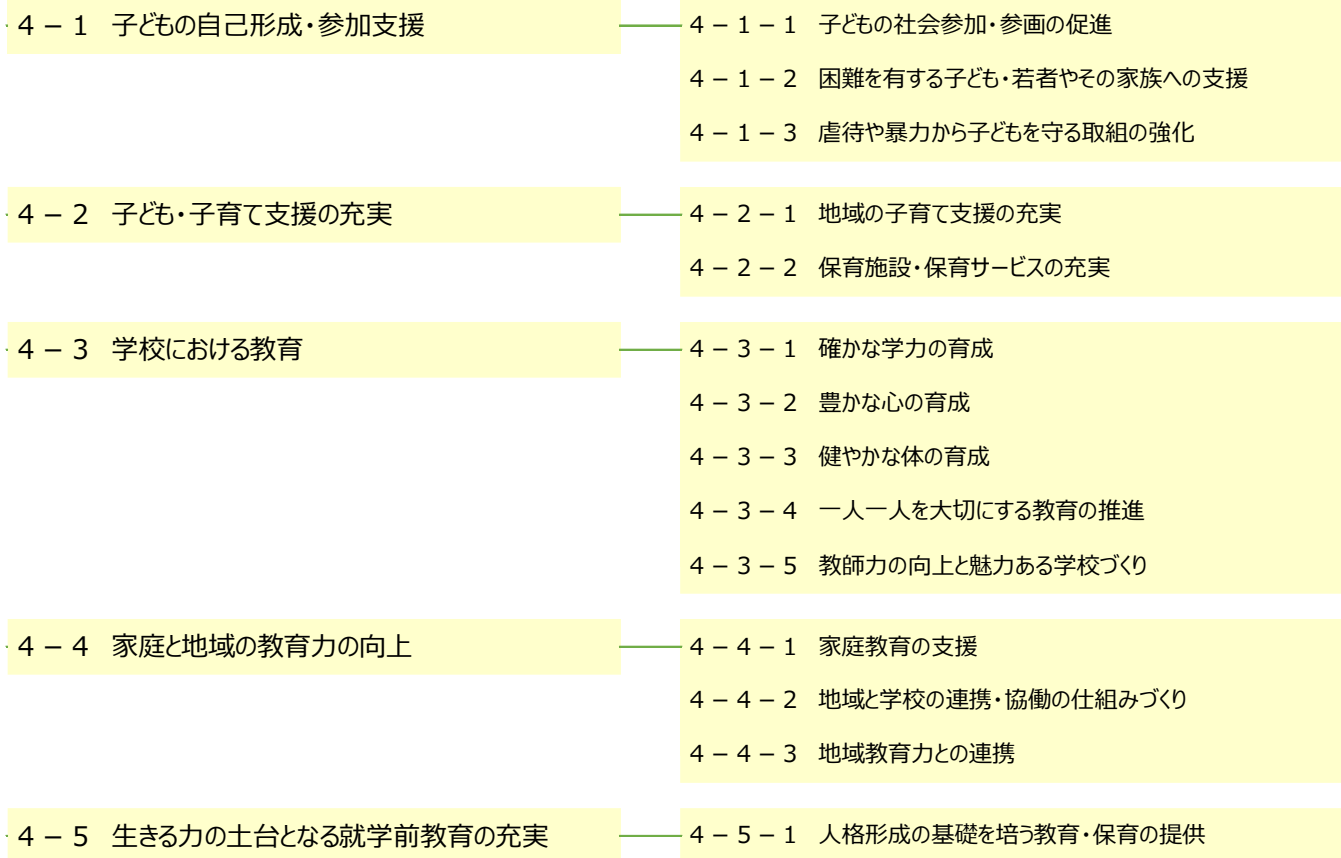 4－1 子どもの自己形成・参加支援
4－1－1 子どもの社会参加・参画の促進
4－1－2 困難を有する子ども・若者やその家族への支援
4－1－3 虐待や暴力から子どもを守る取組の強化
4－2 子ども・子育て支援の充実
4－2－1 地域の子育て支援の充実
4－2－2 保育施設・保育サービスの充実
4－3 学校における教育
4－3－1 確かな学力の育成
4－3－2 豊かな心の育成
4－3－3 健やかな体の育成
4－3－4 一人一人を大切にする教育の推進
4－3－5 教師力の向上と魅力ある学校づくり
4－4 家庭と地域の教育力の向上
4－4－1 家庭教育の支援
4－4－2 地域と学校の連携・協働の仕組みづくり
4－4－3 地域教育力との連携
4－5 生きる力の土台となる就学前教育の充実
4－5－1 人格形成の基礎を培う教育・保育の提供